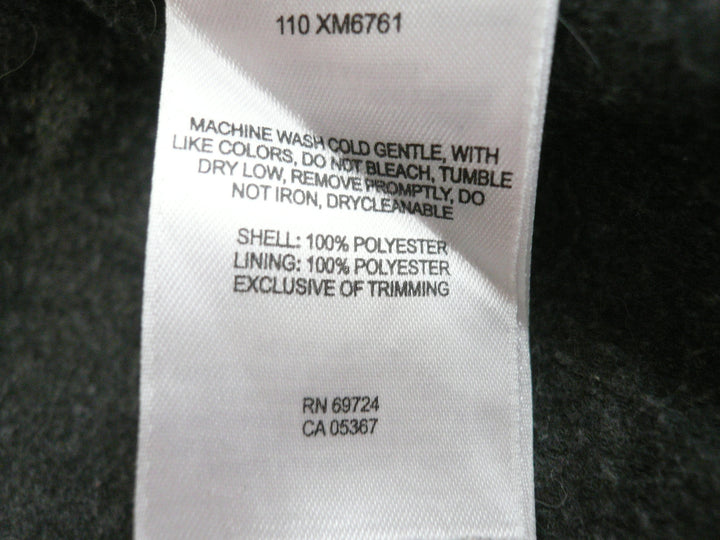 110 XM6761
MACHINE WASH COLD GENTLE, WITH
LIKE COLORS, DO NOT BLEACH, TUMBLE
DRY LOW, REMOVE PROMPTLY, DO
NOT IRON, DRYCLEANABLE
SHELL: 100% POLYESTER
LINING: 100% POLYESTER
EXCLUSIVE OF TRIMMING
RN 69724
CA 05367